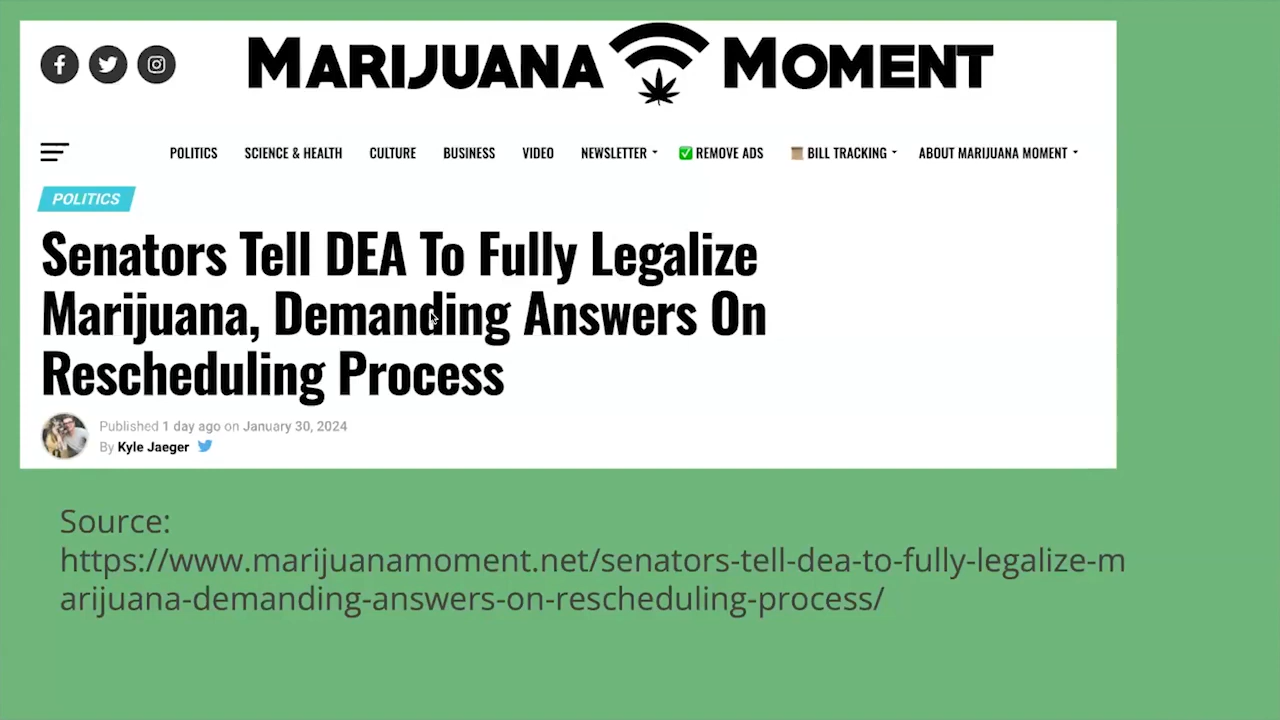 MARIJUANA MOMENT
POLITICS SCIENCE & HEALTH CULTURE BUSINESS VIDEO NEWSLETTER REMOVE ADS BILL TRACKING ABOUT MARIJUANA MOMENT
POLITICS
Senators Tell DEA To Fully Legalize
Marijuana, Demanding Answers On
Rescheduling Process
Published 1 day ago on January 30, 2024
By Kyle Jaeger
Source:
https://www.marijuanamoment.net/senators-tell-dea-to-fully-legalize-m
arijuana-demanding-answers-on-rescheduling-process/